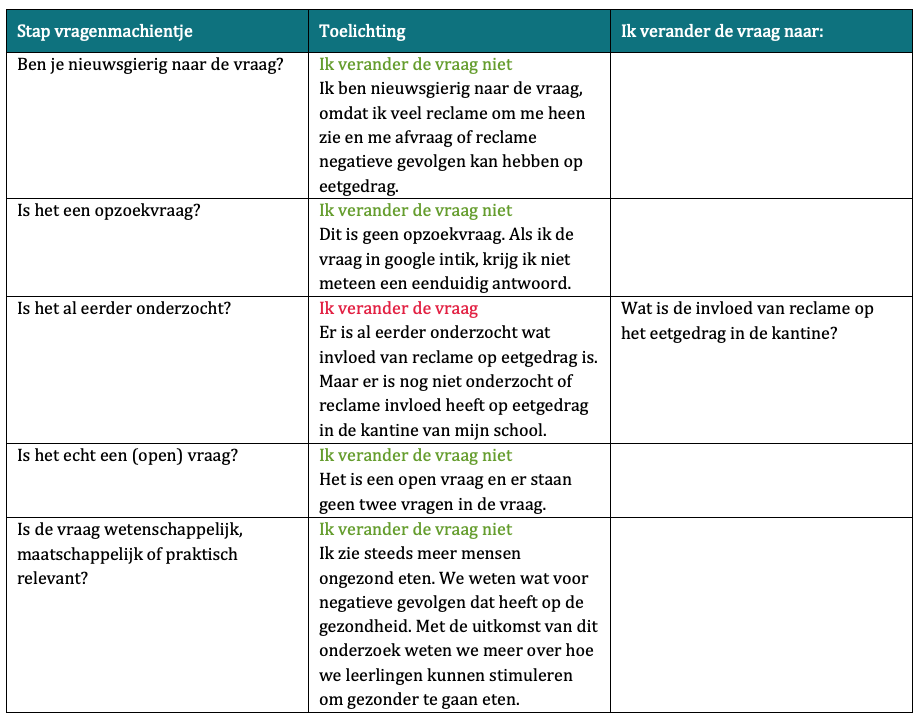 Stap vragenmachientje
Toelichting
Ik verander de vraag naar:
Ben je nieuwsgierig naar de vraag?
Ik verander de vraag niet
Ik ben nieuwsgierig naar de vraag,
omdat ik veel reclame om me heen
zie en me afvraag of reclame
negatieve gevolgen kan hebben op
eetgedrag.
Is het een opzoekvraag?
Ik verander de vraag niet
Dit is geen opzoekvraag. Als ik de
vraag in google intik, krijg ik niet
meteen een eenduidig antwoord.
Is het al eerder onderzocht?
Ik verander de vraag
Er is al eerder onderzocht wat
invloed van reclame op eetgedrag is.
Maar er is nog niet onderzocht of
reclame invloed heeft op eetgedrag
in de kantine van mijn school.
Wat is de invloed van reclame op
het eetgedrag in de kantine?
Is het echt een (open) vraag?
Ik verander de vraag niet
Het is een open vraag en er staan
geen twee vragen in de vraag.
Is de vraag wetenschappelijk,
maatschappelijk of praktisch
relevant?
Ik verander de vraag niet
Ik zie steeds meer mensen
ongezond eten. We weten wat voor
negatieve gevolgen dat heeft op de
gezondheid. Met de uitkomst van dit
onderzoek weten we meer over hoe
we leerlingen kunnen stimuleren
om gezonder te gaan eten.